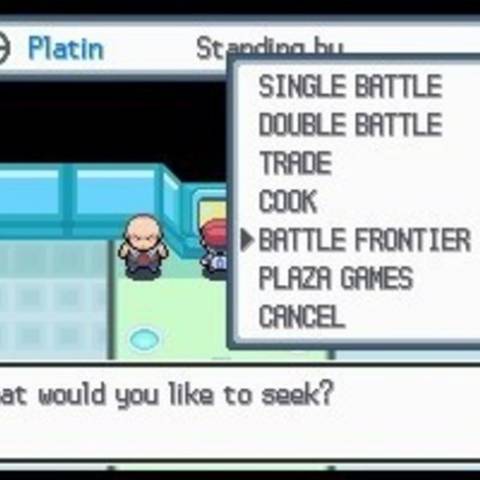 Platin Standing by
SINGLE BATTLE
DOUBLE BATTLE
TRADE
COOK
BATTLE FRONTIER
PLAZA GAMES
CANCEL
at would you like to seek?